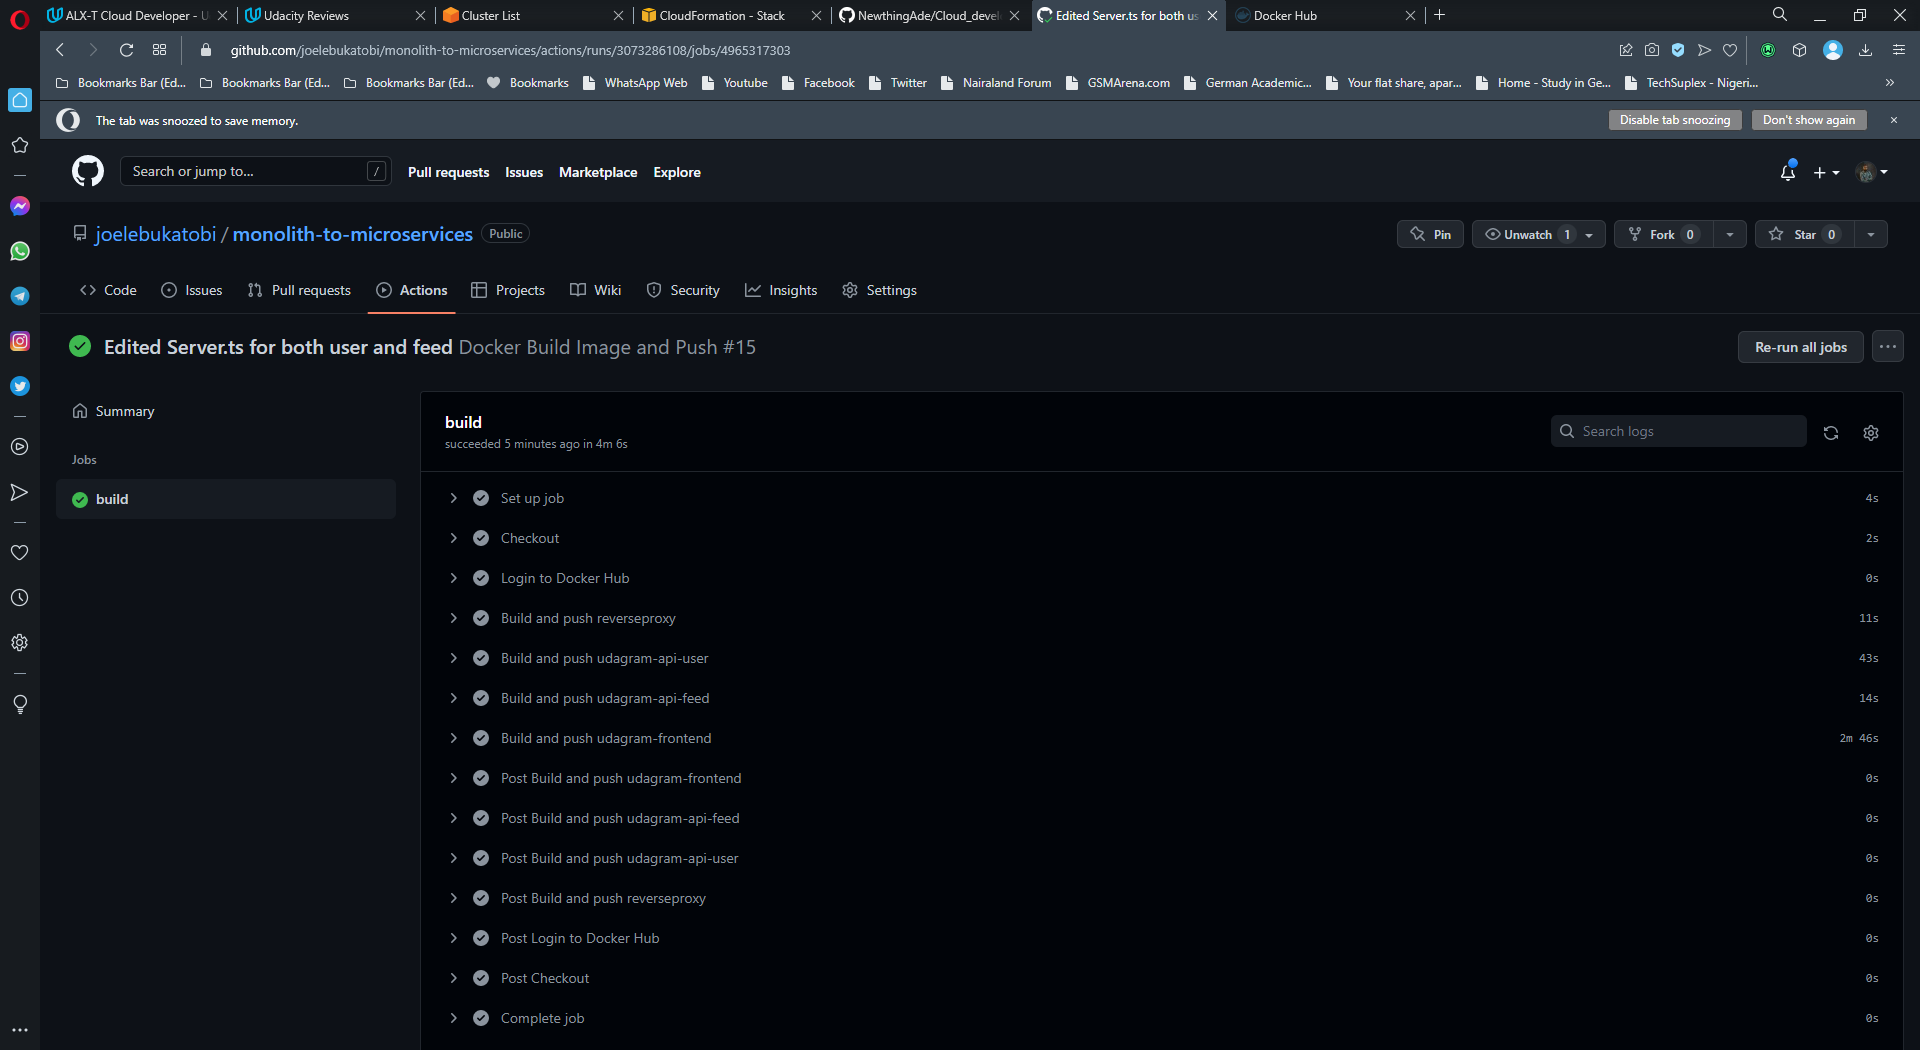 ALX-T Cloud Developer - U
Udacity Reviews
Cluster List
CloudFormation - Stack
NewthingAde/Cloud_devel
Edited Server.ts for both us
Docker Hub
github.com/joelebukatobi/monolith-to-microservices/actions/runs/3073286108/jobs/4965317303
Bookmarks Bar (Ed...
Bookmarks Bar (Ed...
Bookmarks Bar (Ed...
Bookmarks
WhatsApp Web
Youtube
Facebook
Twitter
Nairaland Forum
GSMArena.com
German Academic...
Your flat share, apar...
Home - Study in Ge...
TechSuplex - Nigeri...
The tab was snoozed to save memory.
Disable tab snoozing
Don't show again
Search or jump to...
/
Pull requests
Issues
Marketplace
Explore
joelebukatobi / monolith-to-microservices
Public
Pin
Unwatch 1
Fork 0
Star 0
Code
Issues
Pull requests
Actions
Projects
Wiki
Security
Insights
Settings
Edited Server.ts for both user and feed Docker Build Image and Push #15
Re-run all jobs
Summary
Jobs
build
build
succeeded 5 minutes ago in 4m 6s
Search logs
Set up job 4s
Checkout 2s
Login to Docker Hub 0s
Build and push reverseproxy 11s
Build and push udagram-api-user 43s
Build and push udagram-api-feed 14s
Build and push udagram-frontend 2m 46s
Post Build and push udagram-frontend 0s
Post Build and push udagram-api-feed 0s
Post Build and push udagram-api-user 0s
Post Build and push reverseproxy 0s
Post Login to Docker Hub 0s
Post Checkout 0s
Complete job 0s